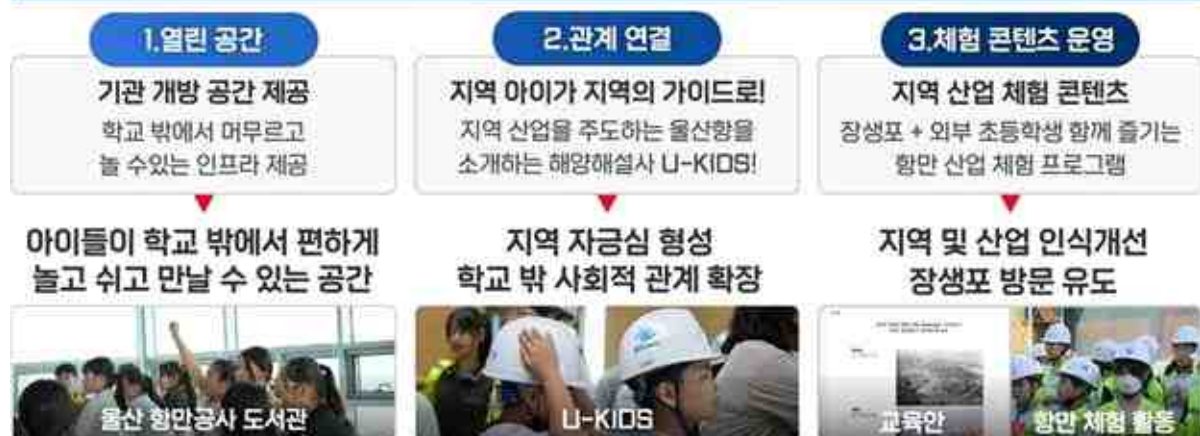 1.열린 공간
기관 개방 공간 제공
학교 밖에서 머무르고
놀 수있는 인프라 제공
아이들이 학교 밖에서 편하게
놀고 쉬고 만날 수 있는 공간
울산 항만공사 도서관
2.관계 연결
지역 아이가 지역의 가이드로!
지역 산업을 주도하는 울산항을
소개하는 해양해설사 U-KIDS!
지역 자긍심 형성
학교 밖 사회적 관계 확장
U-KIDS
3.체험 콘텐츠 운영
지역 산업 체험 콘텐츠
장생포 + 외부 초등학생 함께 즐기는
항만 산업 체험 프로그램
지역 및 산업 인식개선
장생포 방문 유도
교육안
항만 체험 활동